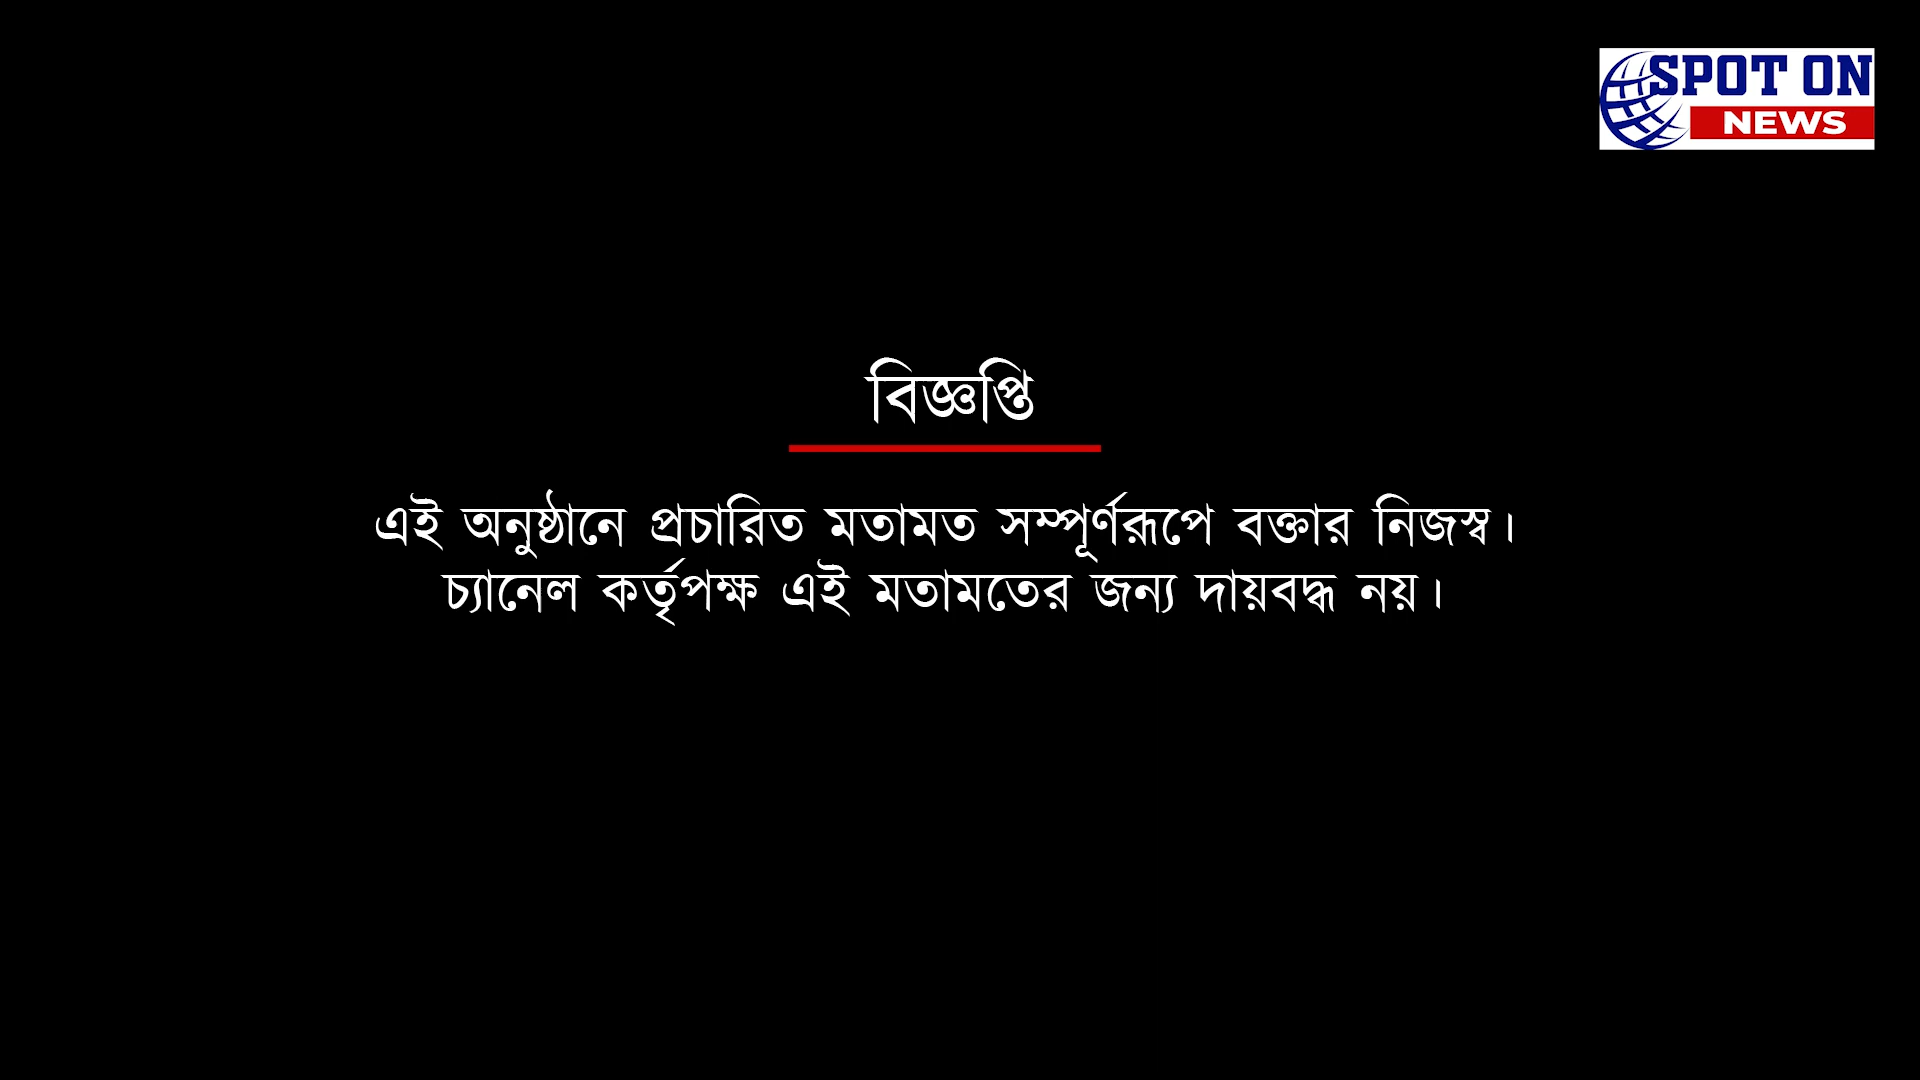 SPOT ON
NEWS
বিজ্ঞপ্তি
এই অনুষ্ঠানে প্রচারিত মতামত সম্পূর্ণরূপে বক্তার নিজস্ব।
চ্যানেল কর্তৃপক্ষ এই মতামতের জন্য দায়বদ্ধ নয়।